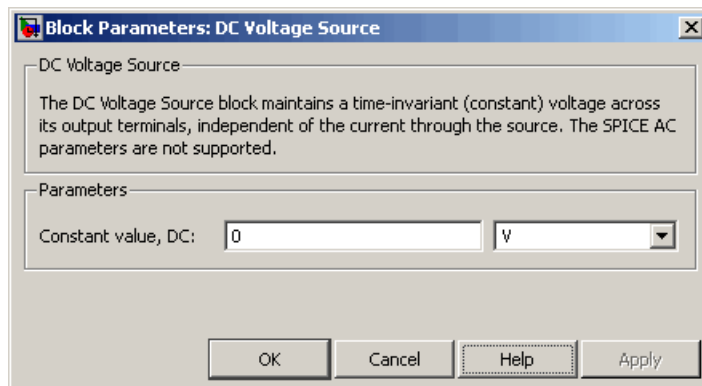 Block Parameters: DC Voltage Source
DC Voltage Source
The DC Voltage Source block maintains a time-invariant (constant) voltage across
its output terminals, independent of the current through the source. The SPICE AC
parameters are not supported.
Parameters
Constant value, DC: 0 V
OK Cancel Help Apply